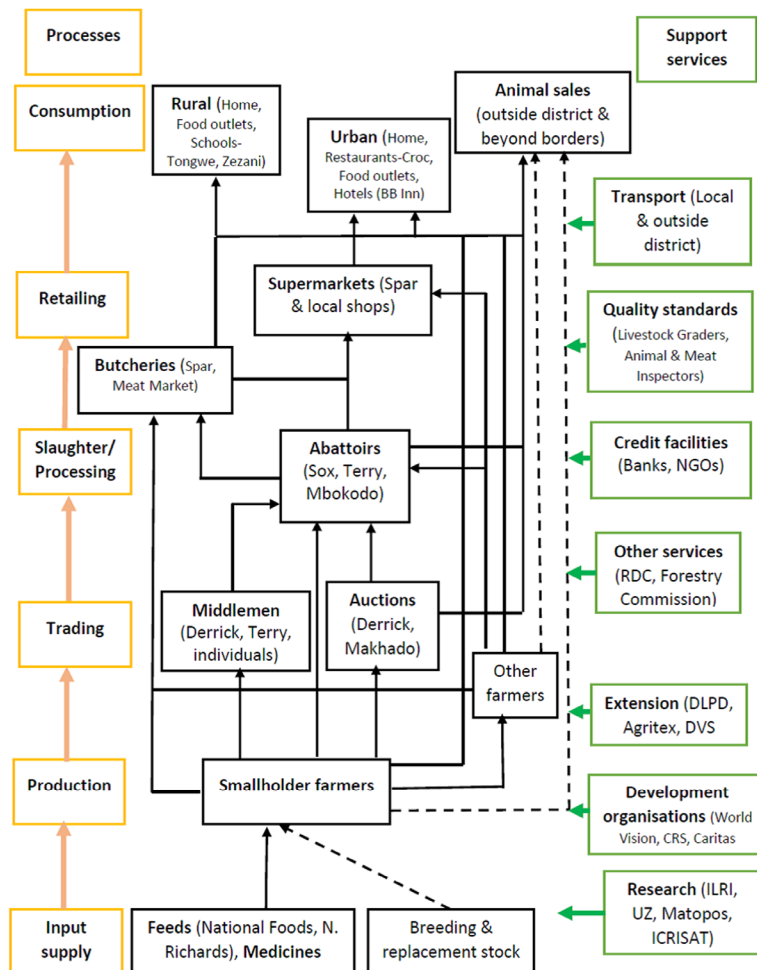 Processes
Support
services
Consumption
Rural (Home,
Food outlets,
Schools-
Tongwe, Zezani)
Urban (Home,
Restaurants-Croc,
Food outlets,
Hotels (BB Inn)
Animal sales
(outside district &
beyond borders)
Transport (Local
& outside
district)
Retailing
Supermarkets (Spar
& local shops)
Quality standards
(Livestock Graders,
Animal & Meat
Inspectors)
Butcheries (Spar,
Meat Market)
Slaughter/
Processing
Abattoirs
(Sox, Terry,
Mbokodo)
Credit facilities
(Banks, NGOs)
Other services
(RDC, Forestry
Commission)
Trading
Middlemen
(Derrick, Terry,
individuals)
Auctions
(Derrick,
Makhado)
Other
farmers
Extension (DLPD,
Agritex, DVS
Production
Smallholder farmers
Development
organisations (World
Vision, CRS, Caritas
Input
supply
Feeds (National Foods, N.
Richards), Medicines
Breeding &
replacement stock
Research (ILRI,
UZ, Matopos,
ICRISAT)